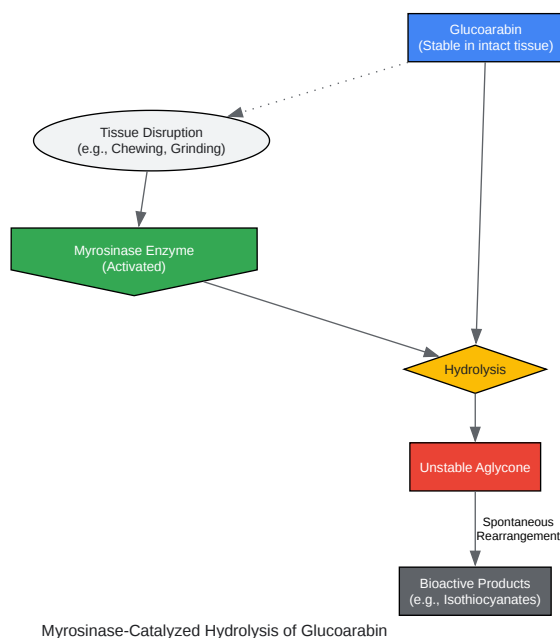 Glucoarabin
(Stable in intact tissue)
Tissue Disruption
(e.g., Chewing, Grinding)
Myrosinase Enzyme
(Activated)
Hydrolysis
Unstable Aglycone
Spontaneous
Rearrangement
Bioactive Products
(e.g., Isothiocyanates)
Myrosinase-Catalyzed Hydrolysis of Glucoarabin